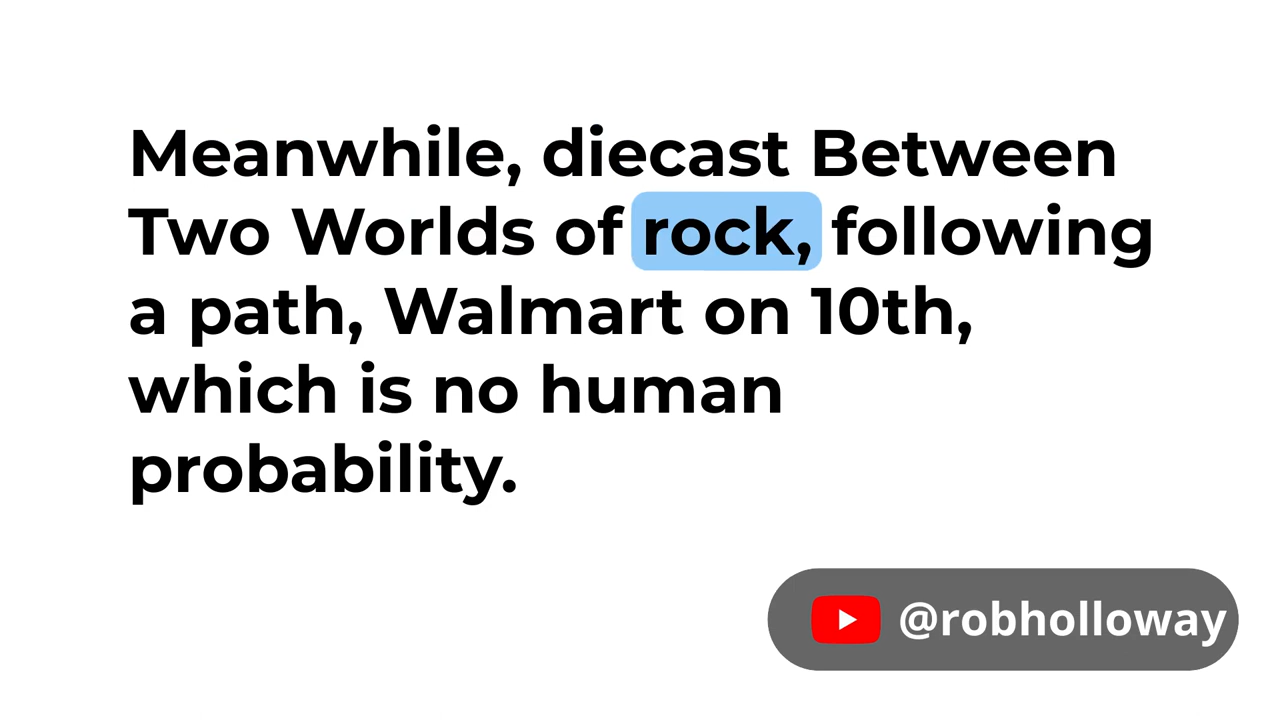 Meanwhile, diecast Between
Two Worlds of rock, following
a path, Walmart on 10th,
which is no human
probability.
@robholloway